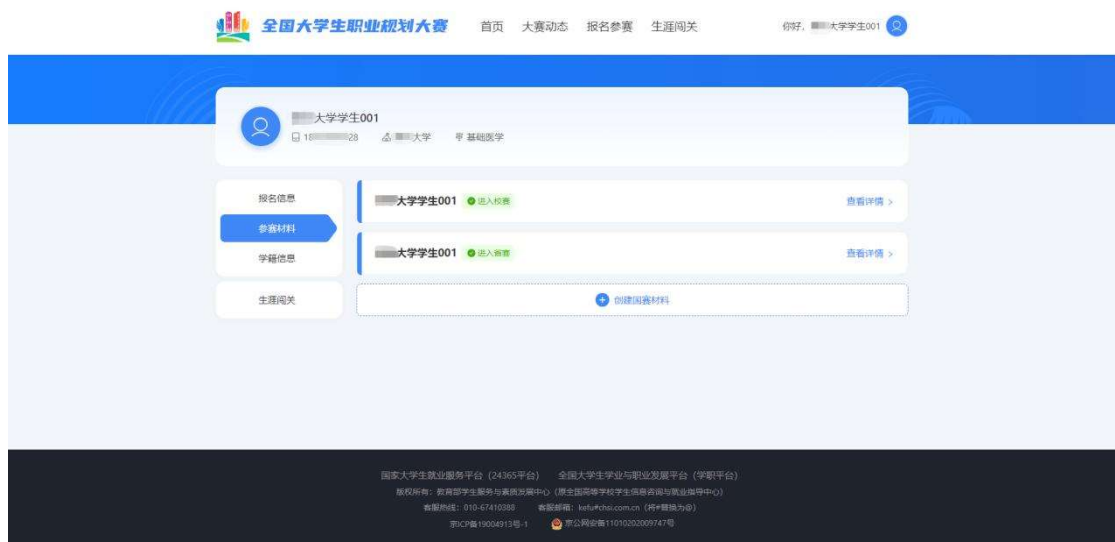 全国大学生职业规划大赛 首页 大赛动态 报名参赛 生涯闯关 你好，大学学生001
大学学生001
18 28 大学 基础医学
报名信息
参赛材料
学籍信息
生涯闯关
大学学生001 进入校赛 查看详情 >
大学学生001 进入省赛 查看详情 >
创建国赛材料
国家大学生就业服务平台（24365平台） 全国大学生学业与职业发展平台（学职平台）
版权所有：教育部学生服务与素质发展中心（原全国高等学校学生信息咨询与就业指导中心）
客服热线：010-67410388 客服邮箱：kefu#chsi.com.cn（将#替换为@）
京ICP备19004913号-1 京公网安备11010202009747号